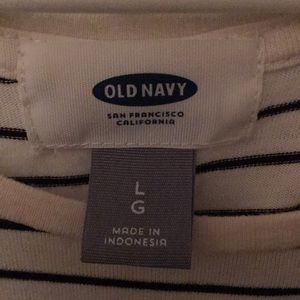 OLD NAVY
SAN FRANCISCO
CALIFORNIA
L
G
MADE IN
INDONESIA